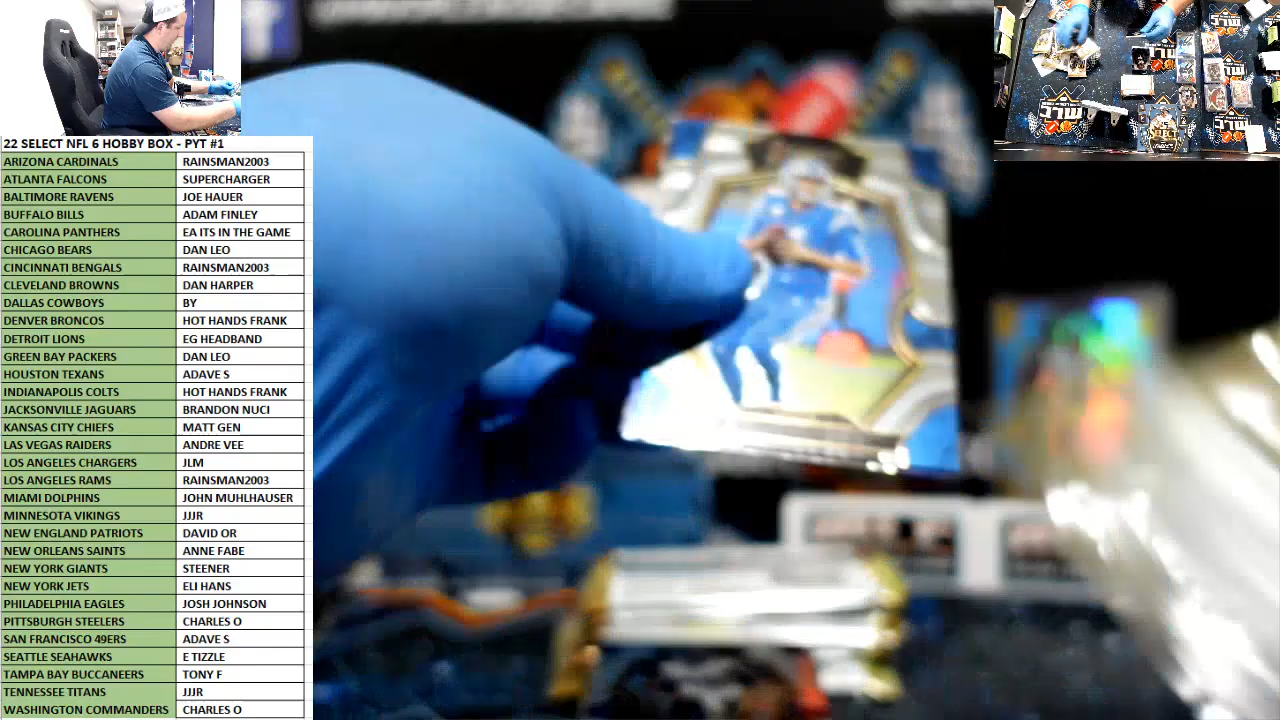 22 SELECT NFL 6 HOBBY BOX - PYT #1
ARIZONA CARDINALS RAINSMAN2003
ATLANTA FALCONS SUPERCHARGER
BALTIMORE RAVENS JOE HAUER
BUFFALO BILLS ADAM FINLEY
CAROLINA PANTHERS EA ITS IN THE GAME
CHICAGO BEARS DAN LEO
CINCINNATI BENGALS RAINSMAN2003
CLEVELAND BROWNS DAN HARPER
DALLAS COWBOYS BY
DENVER BRONCOS HOT HANDS FRANK
DETROIT LIONS EG HEADBAND
GREEN BAY PACKERS DAN LEO
HOUSTON TEXANS ADAVE S
INDIANAPOLIS COLTS HOT HANDS FRANK
JACKSONVILLE JAGUARS BRANDON NUCI
KANSAS CITY CHIEFS MATT GEN
LAS VEGAS RAIDERS ANDRE VEE
LOS ANGELES CHARGERS JLM
LOS ANGELES RAMS RAINSMAN2003
MIAMI DOLPHINS JOHN MUHLHAUSER
MINNESOTA VIKINGS JJJR
NEW ENGLAND PATRIOTS DAVID OR
NEW ORLEANS SAINTS ANNE FABE
NEW YORK GIANTS STEENER
NEW YORK JETS ELI HANS
PHILADELPHIA EAGLES JOSH JOHNSON
PITTSBURGH STEELERS CHARLES O
SAN FRANCISCO 49ERS ADAVE S
SEATTLE SEAHAWKS E TIZZLE
TAMPA BAY BUCCANEERS TONY F
TENNESSEE TITANS JJJR
WASHINGTON COMMANDERS CHARLES O